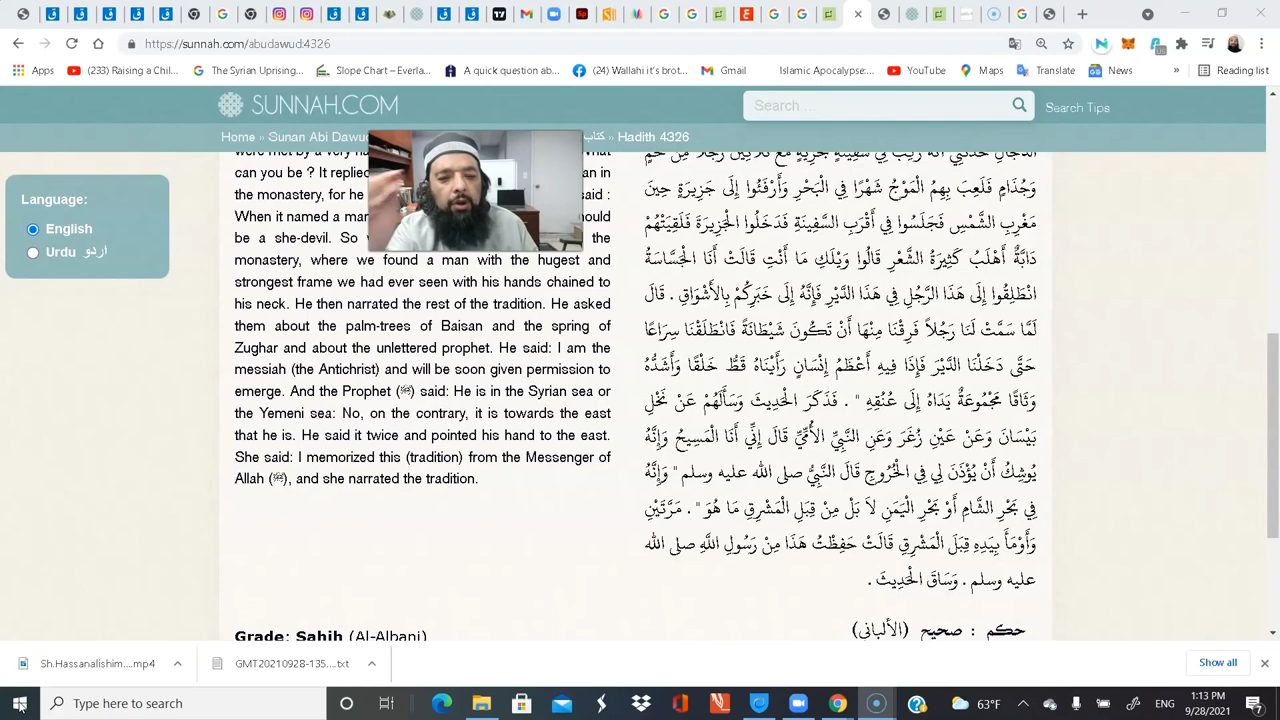 https://sunnah.com/abudawud:4326
Apps
(233) Raising a Chil...
The Syrian Uprising...
Slope Chart – Everla...
A quick question ab...
(24) Wallahi it's brot...
Gmail
Islamic Apocalypse:...
YouTube
Maps
Translate
News
»
Reading list
SUNNAH.COM
Search…
Search Tips
Home » Sunan Abi Dawud
كتاب » Hadith 4326
Language:
English
Urdu اردو
can you be ? It replied
an in
the monastery, for he
said :
When it named a man
be a she-devil. So
the
monastery, where we found a man with the hugest and
strongest frame we had ever seen with his hands chained to
his neck. He then narrated the rest of the tradition. He asked
them about the palm-trees of Baisan and the spring of
Zughar and about the unlettered prophet. He said: I am the
messiah (the Antichrist) and will be soon given permission to
emerge. And the Prophet (ﷺ) said: He is in the Syrian sea or
the Yemeni sea: No, on the contrary, it is towards the east
that he is. He said it twice and pointed his hand to the east.
She said: I memorized this (tradition) from the Messenger of
Allah (ﷺ), and she narrated the tradition.
Grade: Sahih (Al-Albani)
الدَّجَّالِ حَدَّثَنِي أَنَّهُ رَكِبَ فِي سَفِينَةٍ بَحْرِيَّةٍ مَعَ ثَلاَثِينَ رَجُلاً مِنْ لَخْمٍ
وَجُذَامٍ فَلَعِبَ بِهِمُ الْمَوْجُ شَهْرًا فِي الْبَحْرِ وَأَرْفَئُوا إِلَى جَزِيرَةٍ حِينَ
مَغْرِبِ الشَّمْسِ فَجَلَسُوا فِي أَقْرَبِ السَّفِينَةِ فَدَخَلُوا الْجَزِيرَةَ فَلَقِيَتْهُمْ
دَابَّةٌ أَهْلَبُ كَثِيرَةُ الشَّعْرِ قَالُوا وَيْلَكِ مَا أَنْتِ قَالَتْ أَنَا الْجَسَّاسَةُ
انْطَلِقُوا إِلَى هَذَا الرَّجُلِ فِي هَذَا الدَّيْرِ فَإِنَّهُ إِلَى خَبَرِكُمْ بِالأَشْوَاقِ . قَالَ
لَمَّا سَمَّتْ لَنَا رَجُلاً فَرِقْنَا مِنْهَا أَنْ تَكُونَ شَيْطَانَةً فَانْطَلَقْنَا سِرَاعًا
حَتَّى دَخَلْنَا الدَّيْرَ فَإِذَا فِيهِ أَعْظَمُ إِنْسَانٍ رَأَيْنَاهُ قَطُّ خَلْقًا وَأَشَدُّهُ
وَثَاقًا مَجْمُوعَةٌ يَدَاهُ إِلَى عُنُقِهِ " . فَذَكَرَ الْحَدِيثَ وَسَأَلَهُمْ عَنْ نَخْلِ
بَيْسَانَ وَعَنْ عَيْنِ زُغَرَ وَعَنِ النَّبِيِّ الأُمِّيِّ قَالَ إِنِّي أَنَا الْمَسِيحُ وَإِنَّهُ
يُوشِكُ أَنْ يُؤْذَنَ لِي فِي الْخُرُوجِ قَالَ النَّبِيُّ صلى الله عليه وسلم " وَإِنَّهُ
فِي بَحْرِ الشَّامِ أَوْ بَحْرِ الْيَمَنِ لاَ بَلْ مِنْ قِبَلِ الْمَشْرِقِ مَا هُوَ " . مَرَّتَيْنِ
وَأَوْمَأَ بِيَدِهِ قِبَلَ الْمَشْرِقِ قَالَتْ حَفِظْتُ هَذَا مِنْ رَسُولِ اللَّهِ صلى الله
عليه وسلم . وَسَاقَ الْحَدِيثَ .
حكم : صحيح (الألباني)
Sh.Hassanalishim....mp4
GMT20210928-135....txt
Show all
Type here to search
63°F
ENG
1:13 PM
9/28/2021
7